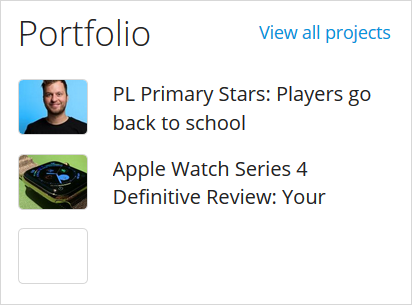 Portfolio
View all projects
PL Primary Stars: Players go
back to school
Apple Watch Series 4
Definitive Review: Your